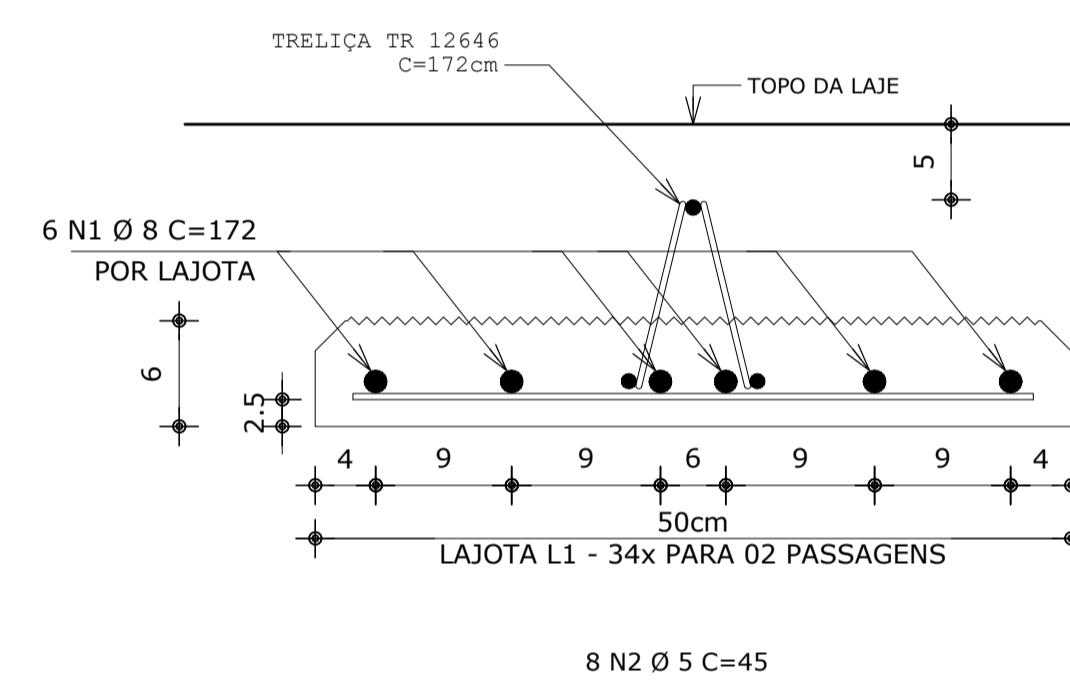 TRELIÇA TR 12646
C=172cm
TOPO DA LAJE
5
6 N1 Ø 8 C=172
POR LAJOTA
6
2.5
4 9 9 6 9 9 4
50cm
LAJOTA L1 - 34x PARA 02 PASSAGENS
8 N2 Ø 5 C=45